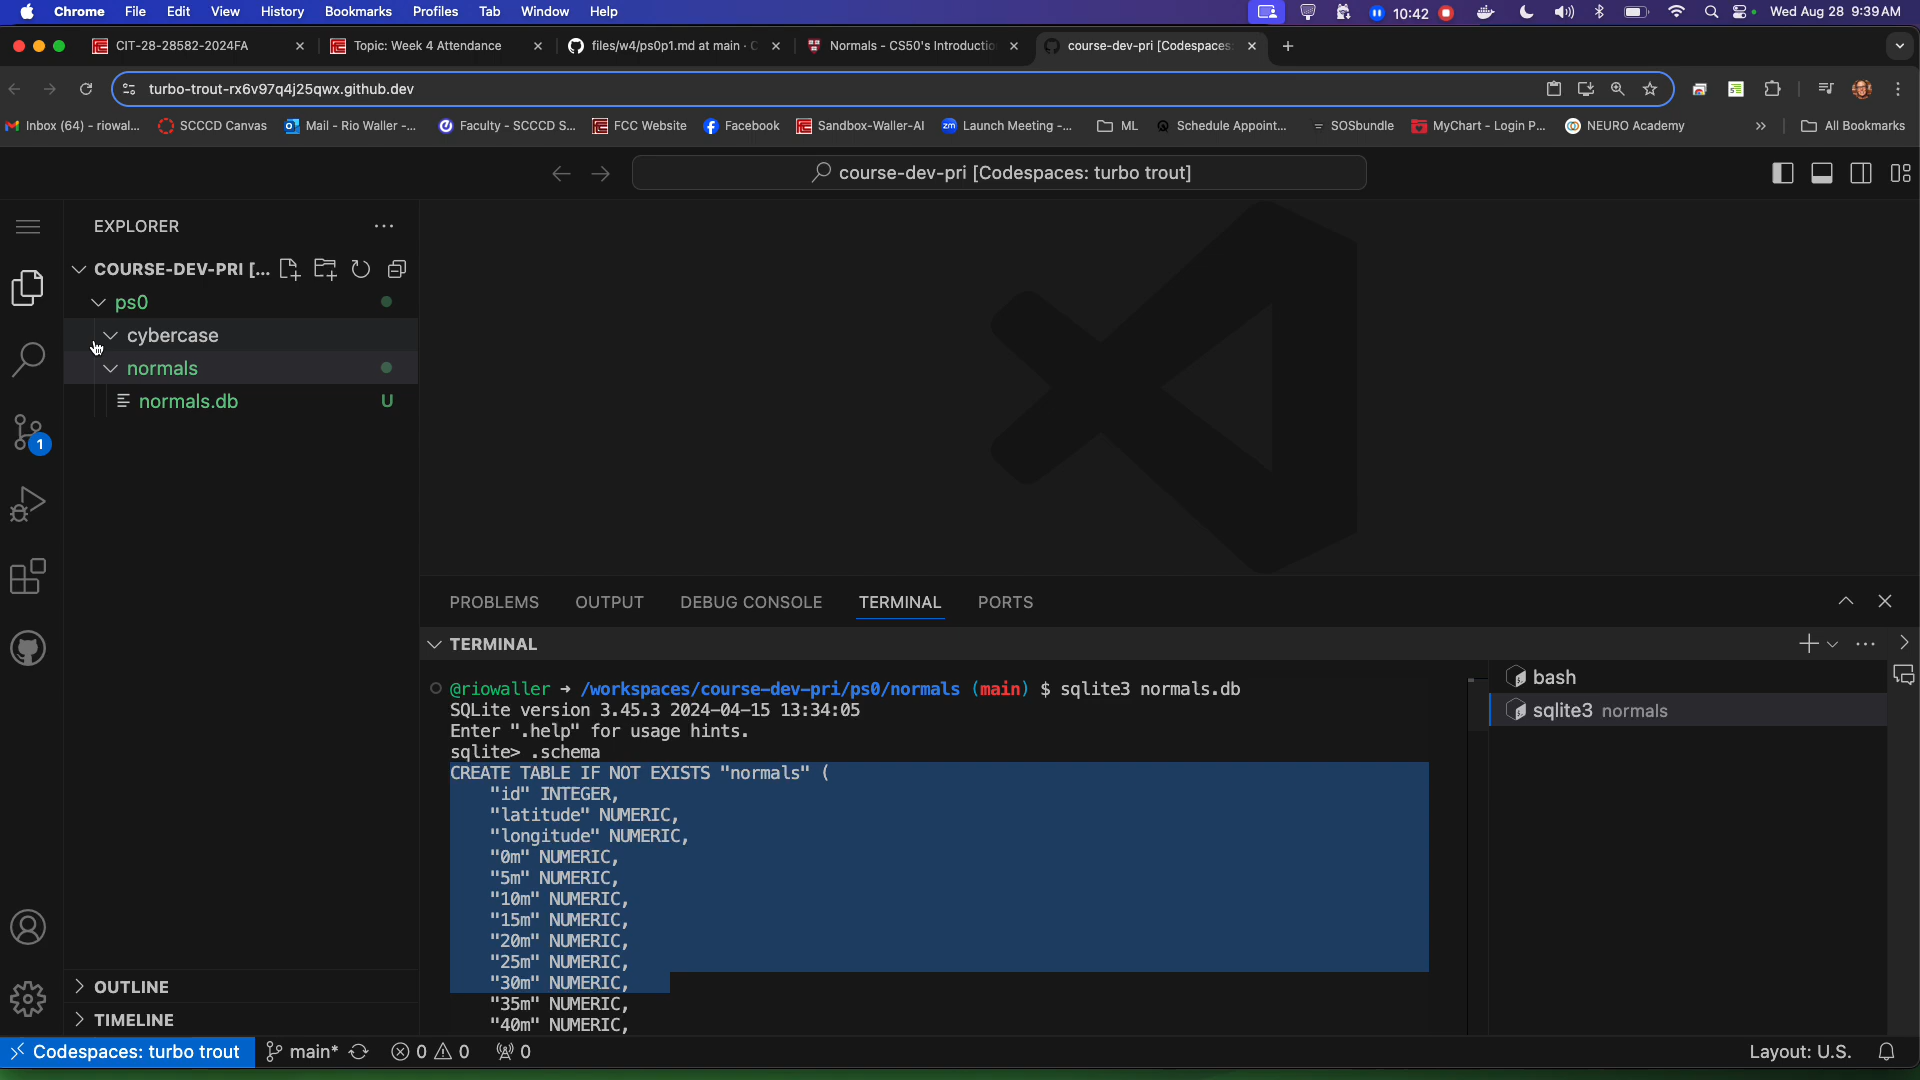 Chrome File Edit View History Bookmarks Profiles Tab Window Help 10:42 Wed Aug 28 9:39 AM
CIT-28-28582-2024FA Topic: Week 4 Attendance files/w4/ps0p1.md at main · C Normals - CS50's Introductio course-dev-pri [Codespaces:
turbo-trout-rx6v97q4j25qwx.github.dev
Inbox (64) - riowal... SCCCD Canvas Mail - Rio Waller -... Faculty - SCCCD S... FCC Website Facebook Sandbox-Waller-AI Launch Meeting -... ML Schedule Appoint... SOSbundle MyChart - Login P... NEURO Academy All Bookmarks
course-dev-pri [Codespaces: turbo trout]
EXPLORER
COURSE-DEV-PRI [...
ps0
cybercase
normals
normals.db U
1
OUTLINE
TIMELINE
PROBLEMS OUTPUT DEBUG CONSOLE TERMINAL PORTS
TERMINAL
@riowaller ➜ /workspaces/course-dev-pri/ps0/normals (main) $ sqlite3 normals.db
SQLite version 3.45.3 2024-04-15 13:34:05
Enter ".help" for usage hints.
sqlite> .schema
CREATE TABLE IF NOT EXISTS "normals" (
"id" INTEGER,
"latitude" NUMERIC,
"longitude" NUMERIC,
"0m" NUMERIC,
"5m" NUMERIC,
"10m" NUMERIC,
"15m" NUMERIC,
"20m" NUMERIC,
"25m" NUMERIC,
"30m" NUMERIC,
"35m" NUMERIC,
"40m" NUMERIC,
bash
sqlite3 normals
Codespaces: turbo trout main* 0 0 0 Layout: U.S.